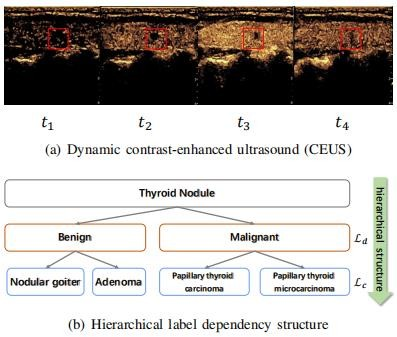 t₁ t₂ t₃ t₄
(a) Dynamic contrast-enhanced ultrasound (CEUS)
Thyroid Nodule
hierarchical structure
Benign
Malignant
ℒd
Nodular goiter
Adenoma
Papillary thyroid
carcinoma
Papillary thyroid
microcarcinoma
ℒc
(b) Hierarchical label dependency structure